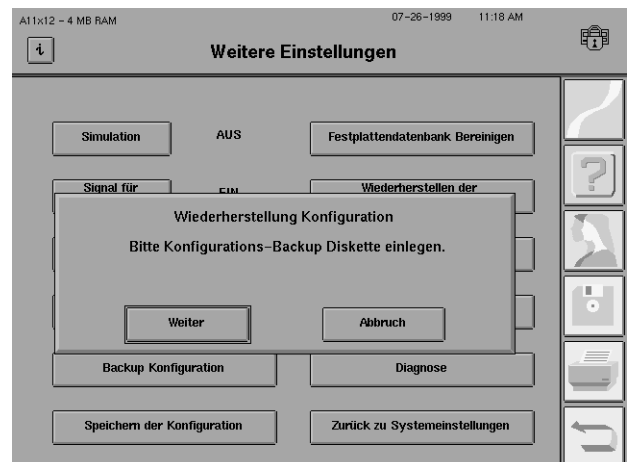 A11x12 – 4 MB RAM
07–26–1999 11:18 AM
i
Weitere Einstellungen
Simulation
AUS
Festplattendatenbank Bereinigen
Signal für
EIN
Wiederherstellen der
Wiederherstellung Konfiguration
Bitte Konfigurations–Backup Diskette einlegen.
Weiter
Abbruch
Backup Konfiguration
Diagnose
Speichern der Konfiguration
Zurück zu Systemeinstellungen